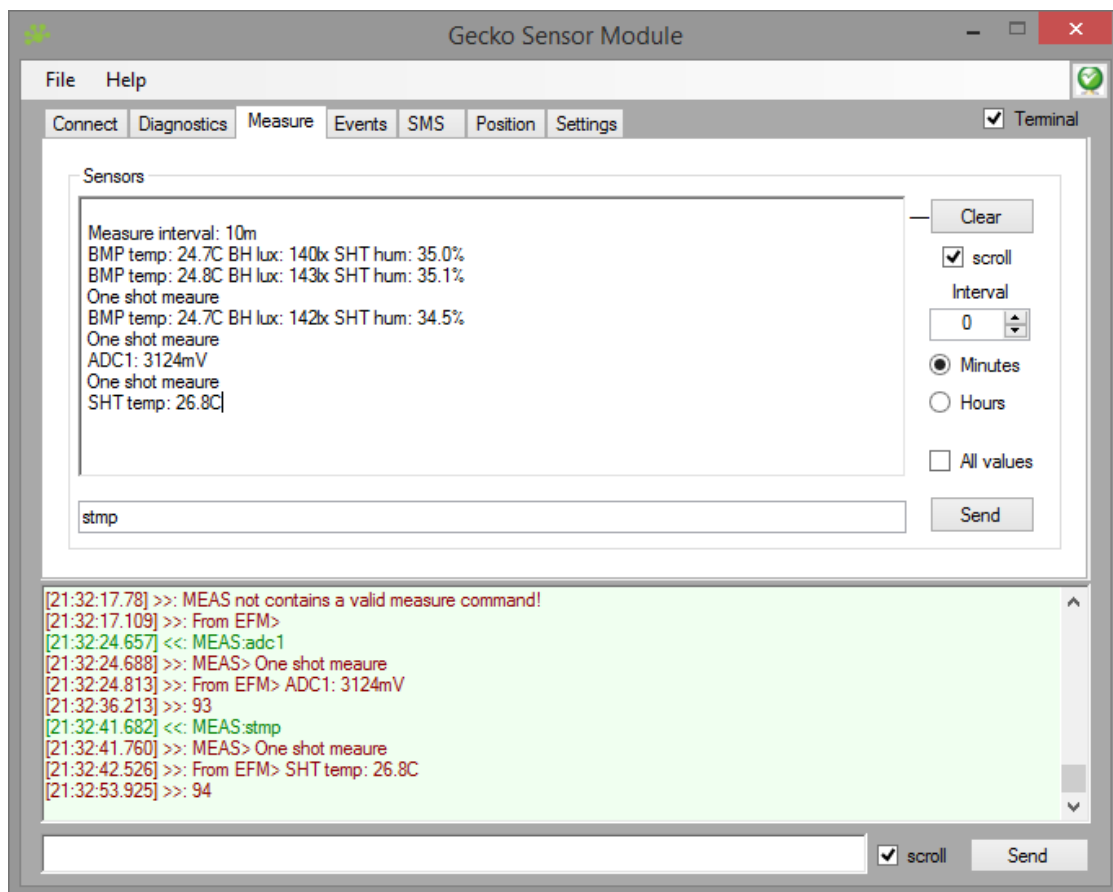 Gecko Sensor Module
File Help
Connect Diagnostics Measure Events SMS Position Settings Terminal
Sensors
Measure interval: 10m
BMP temp: 24.7C BH lux: 140lx SHT hum: 35.0%
BMP temp: 24.8C BH lux: 143lx SHT hum: 35.1%
One shot meaure
BMP temp: 24.7C BH lux: 142lx SHT hum: 34.5%
One shot meaure
ADC1: 3124mV
One shot meaure
SHT temp: 26.8C
Clear
scroll
Interval
0
Minutes
Hours
All values
stmp
Send
[21:32:17.78] >>: MEAS not contains a valid measure command!
[21:32:17.109] >>: From EFM>
[21:32:24.657] <<: MEAS:adc1
[21:32:24.688] >>: MEAS> One shot meaure
[21:32:24.813] >>: From EFM> ADC1: 3124mV
[21:32:36.213] >>: 93
[21:32:41.682] <<: MEAS:stmp
[21:32:41.760] >>: MEAS> One shot meaure
[21:32:42.526] >>: From EFM> SHT temp: 26.8C
[21:32:53.925] >>: 94
scroll
Send